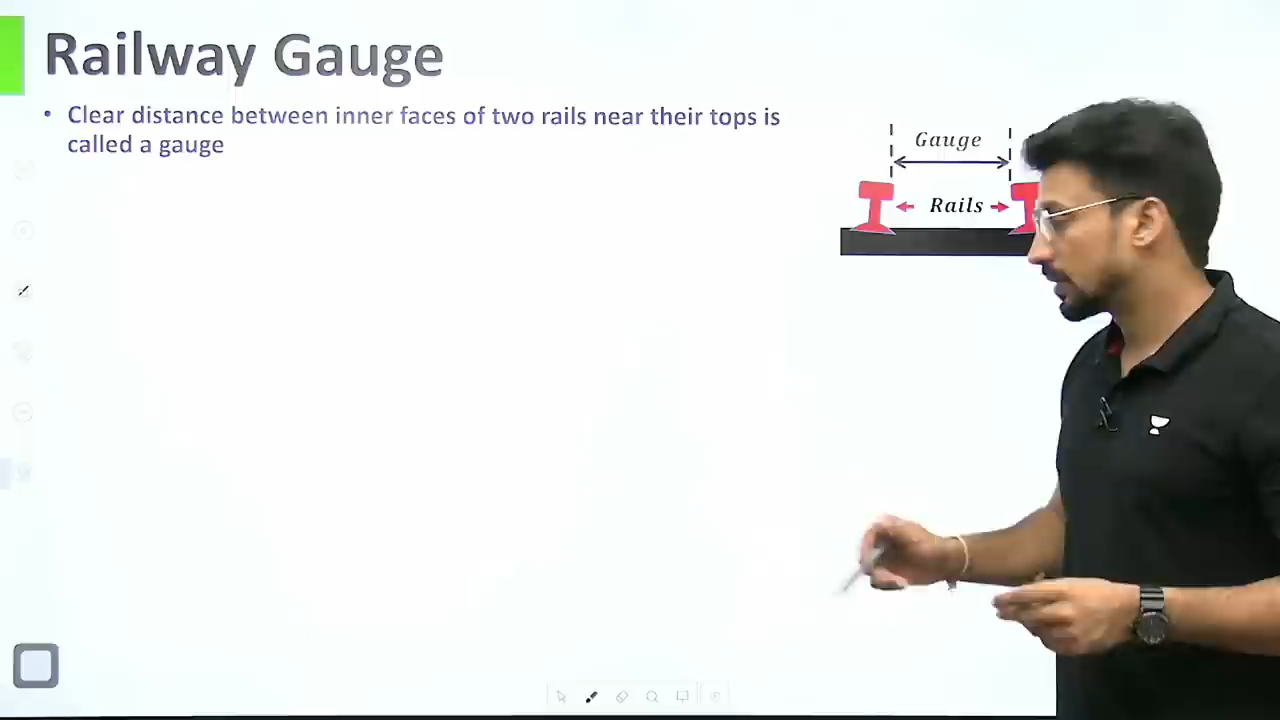 Railway Gauge
• Clear distance between inner faces of two rails near their tops is
called a gauge
Gauge
Rails